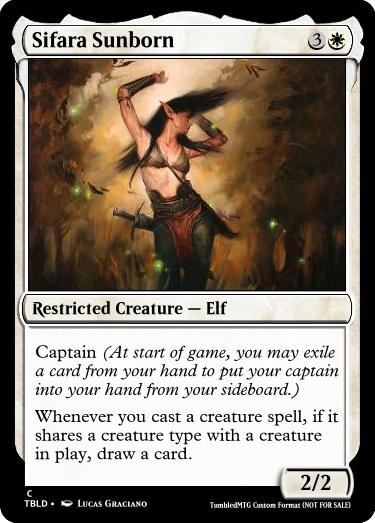 Sifara Sunborn 3
Restricted Creature — Elf
Captain (At start of game, you may exile
a card from your hand to put your captain
into your hand from your sideboard.)
Whenever you cast a creature spell, if it
shares a creature type with a creature
in play, draw a card.
2/2
C
TBLD • Lucas Graciano TumbledMTG Custom Format (NOT FOR SALE)